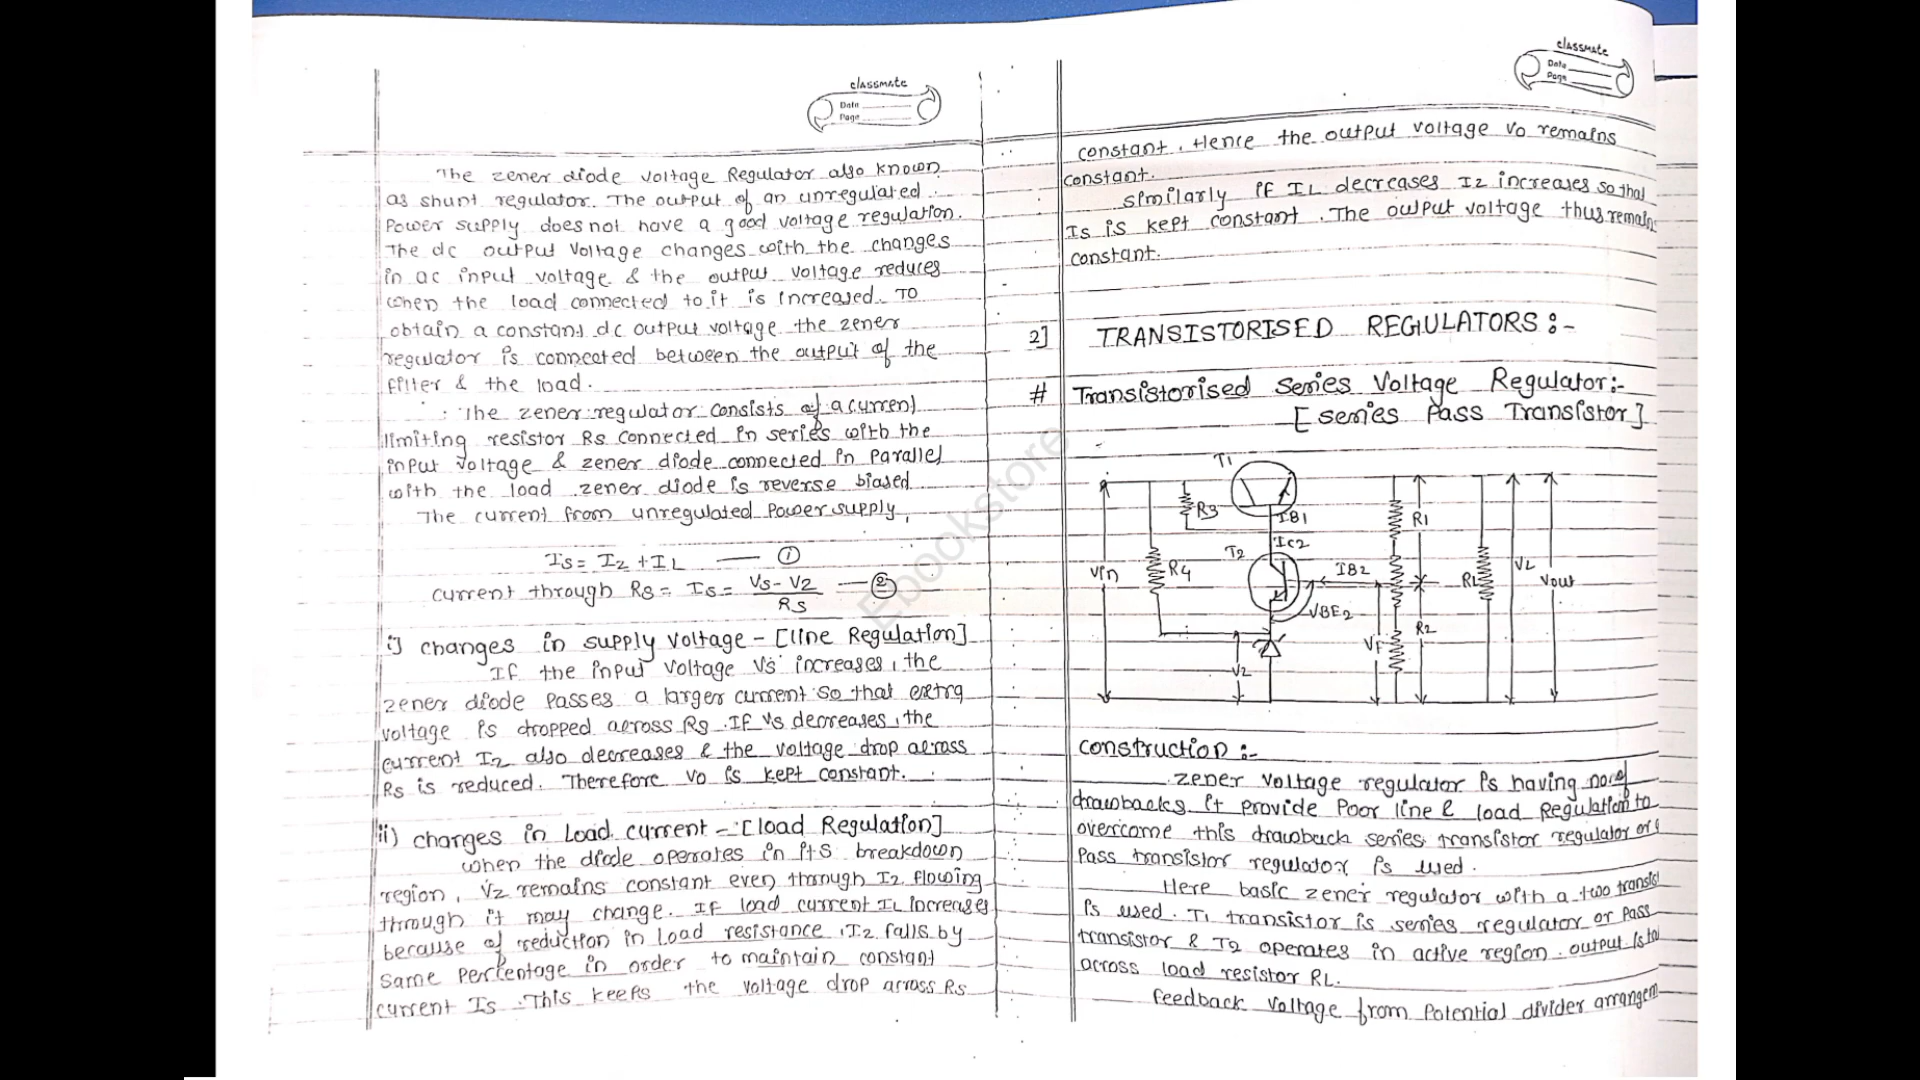 classmate
Date
Page
The zener diode voltage Regulator also known
as shunt regulator. The output of an unregulated
Power supply does not have a good voltage regulation.
The dc output Voltage changes with the changes
in ac input voltage & the output voltage reduces
when the load connected to it is increased. TO
obtain a constant dc output voltage the zener
regulator is connected between the output of the
filter & the load.
The zener regulator consists of a current
limiting resistor Rs connected in series with the
input voltage & zener diode connected in parallel
with the load. zener diode is reverse biased
The current from unregulated power supply,
Is = Iz + IL — ①
current through Rs = Is = Vs - Vz / Rs — ②
i) changes in supply voltage - [line Regulation]
If the input voltage Vs increases, the
zener diode passes a larger current so that extra
voltage is dropped across Rs. If Vs decreases, the
current Iz also decreases & the voltage drop across
Rs is reduced. Therefore Vo is kept constant.
ii) changes in Load current - [load Regulation]
when the diode operates in its breakdown
region, Vz remains constant even through Iz flowing
through it may change. If load current IL increases
because of reduction in load resistance, Iz falls by
same percentage in order to maintain constant
current Is. This keeps the voltage drop across Rs
classmate
Date
Page
constant. Hence the output voltage Vo remains
constant.
similarly if IL decreases Iz increases so that
Is is kept constant. The output voltage thus remains
constant.
2] TRANSISTORISED REGULATORS :-
# Transistorised series Voltage Regulator:-
[series Pass Transistor]
T1
R3
IB1
R1
T2
IC2
Vin
R4
IB2
RL
VL
Vout
VBE2
R2
VF
Vz
construction :-
zener voltage regulator is having no of
drawbacks. it provide Poor line & load Regulation to
overcome this drawback series transistor regulator or
Pass transistor regulator is used.
Here basic zener regulator with a two
is used. T1 transistor is series regulator or pass
transistor & T2 operates in active region. output is
across load resistor RL.
feedback voltage from Potential divider
Ebookstore